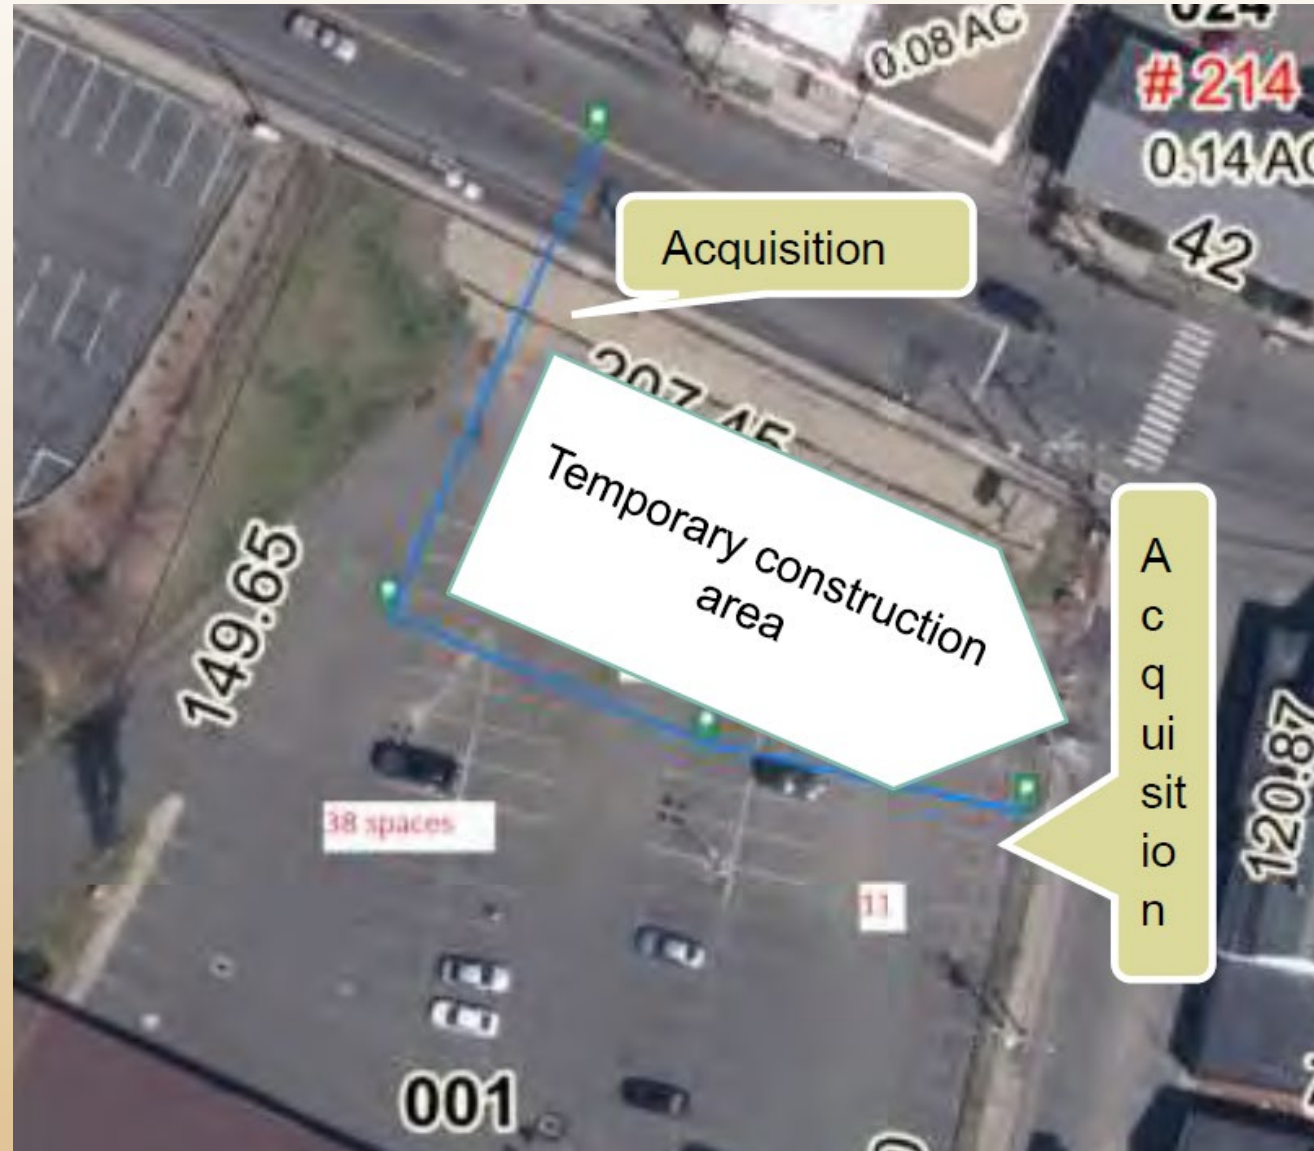 024
0.08 AC
# 214
0.14 AC
42
Acquisition
207.45
Temporary construction
area
A
c
q
ui
sit
io
n
149.65
120.87
38 spaces
11
001